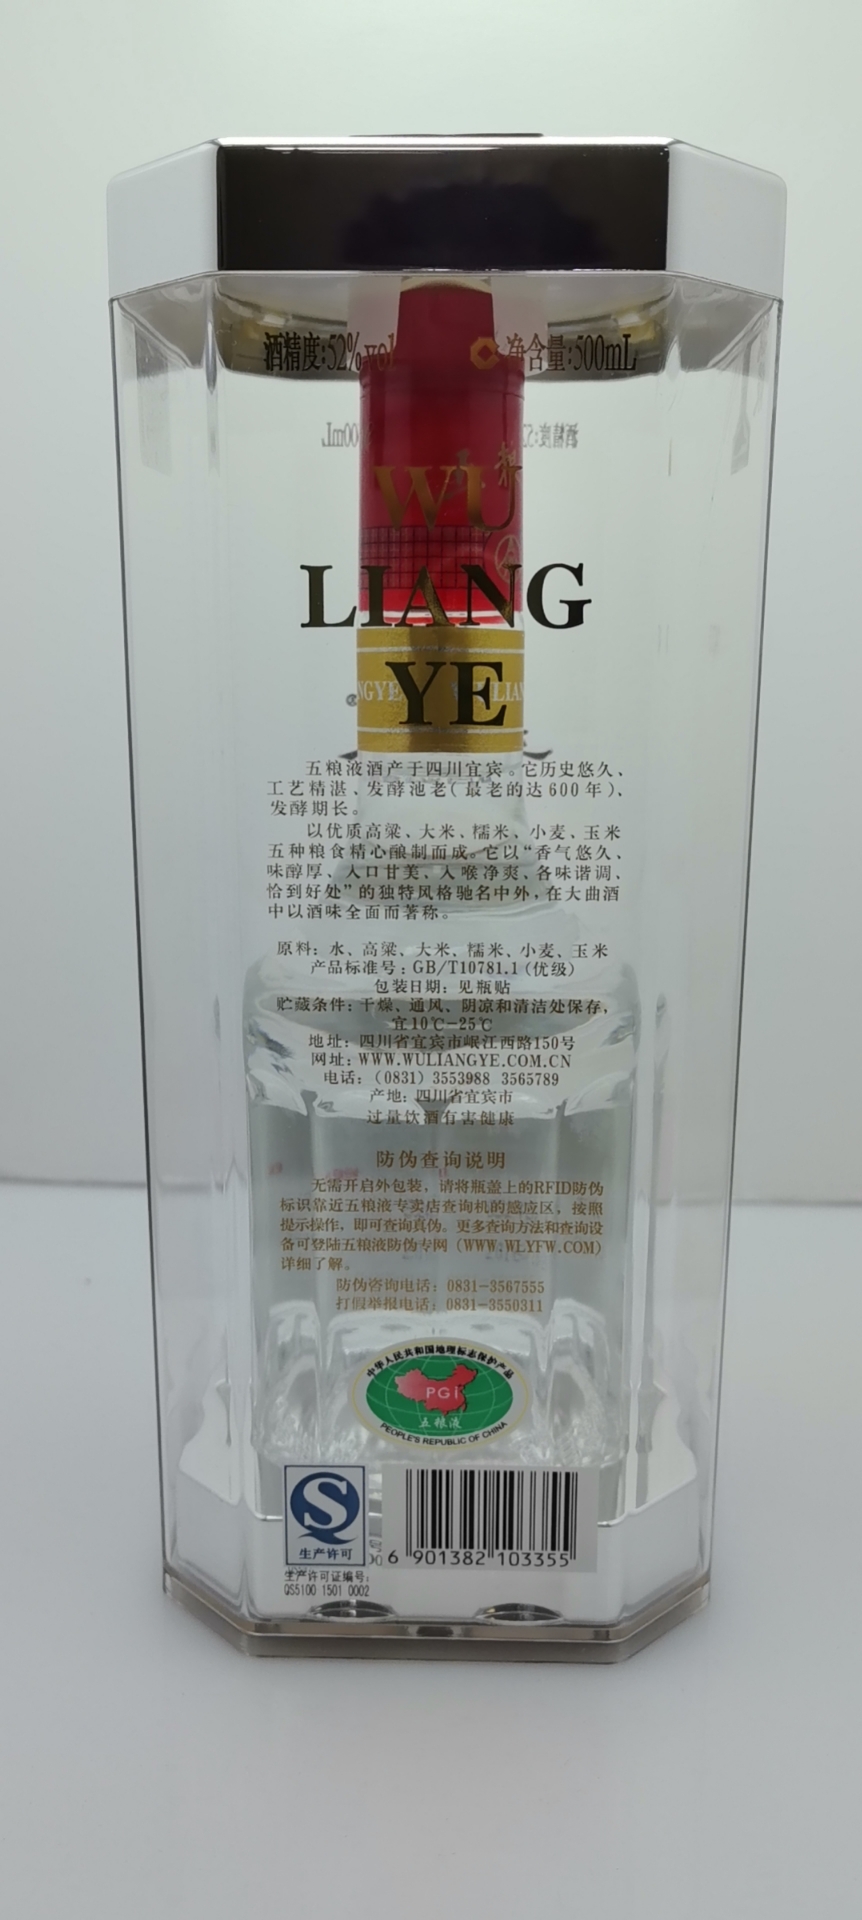 酒精度:52%vol 净含量:500mL
WU
LIANG
YE
五粮液酒产于四川宜宾。它历史悠久、
工艺精湛、发酵池老(最老的达600年)、
发酵期长。
以优质高粱、大米、糯米、小麦、玉米
五种粮食精心酿制而成。它以“香气悠久、
味醇厚、入口甘美、入喉净爽、各味谐调、
恰到好处”的独特风格驰名中外,在大曲酒
中以酒味全面而著称。
原料:水、高粱、大米、糯米、小麦、玉米
产品标准号:GB/T10781.1(优级)
包装日期:见瓶贴
贮藏条件:干燥、通风、阴凉和清洁处保存,
宜10℃-25℃
地址:四川省宜宾市岷江西路150号
网址:WWW.WULIANGYE.COM.CN
电话:(0831)3553988 3565789
产地:四川省宜宾市
过量饮酒有害健康
防伪查询说明
无需开启外包装,请将瓶盖上的RFID防伪
标识靠近五粮液专卖店查询机的感应区,按照
提示操作,即可查询真伪。更多查询方法和查询设
备可登陆五粮液防伪专网(WWW.WLYFW.COM)
详细了解。
防伪咨询电话:0831-3567555
打假举报电话:0831-3550311
中华人民共和国地理标志保护产品
PGI
五粮液
PEOPLE'S REPUBLIC OF CHINA
S
生产许可
生产许可证编号:
QS5100 1501 0002
6 901382 103355